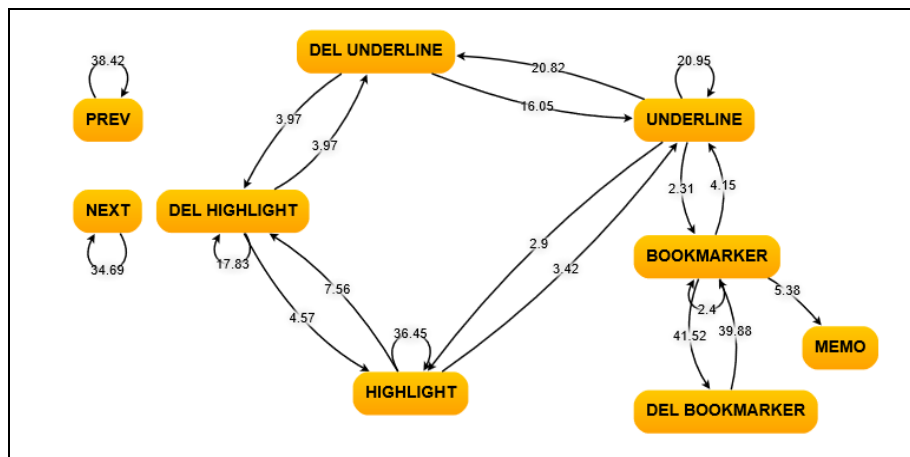 38.42
PREV
DEL UNDERLINE
20.82
20.95
16.05
UNDERLINE
3.97
3.97
NEXT
34.69
DEL HIGHLIGHT
17.83
2.31
4.15
2.9
3.42
BOOKMARKER
7.56
4.57
5.38
2.4
36.45
41.52
39.88
MEMO
HIGHLIGHT
DEL BOOKMARKER